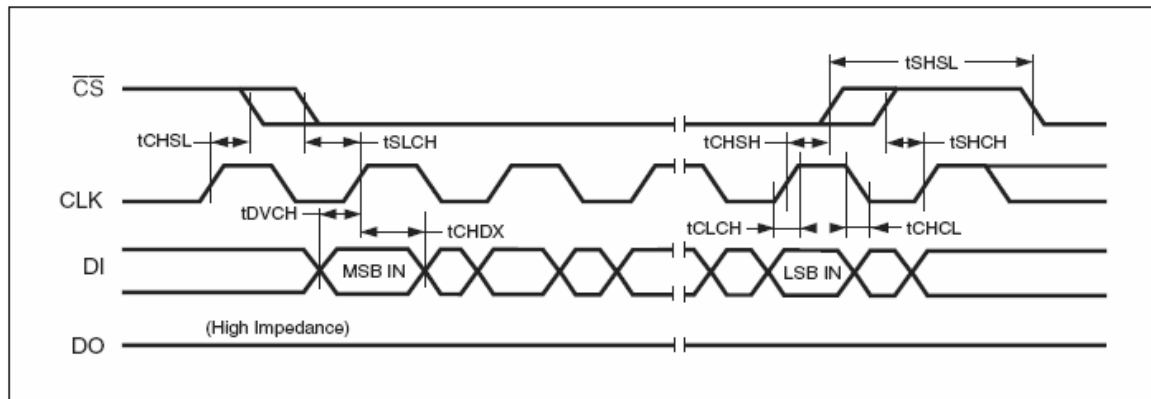 tSHSL
CS
tCHSL
tSLCH
tCHSH
tSHCH
CLK
tDVCH
tCHDX
tCLCH
tCHCL
DI
MSB IN
LSB IN
(High Impedance)
DO